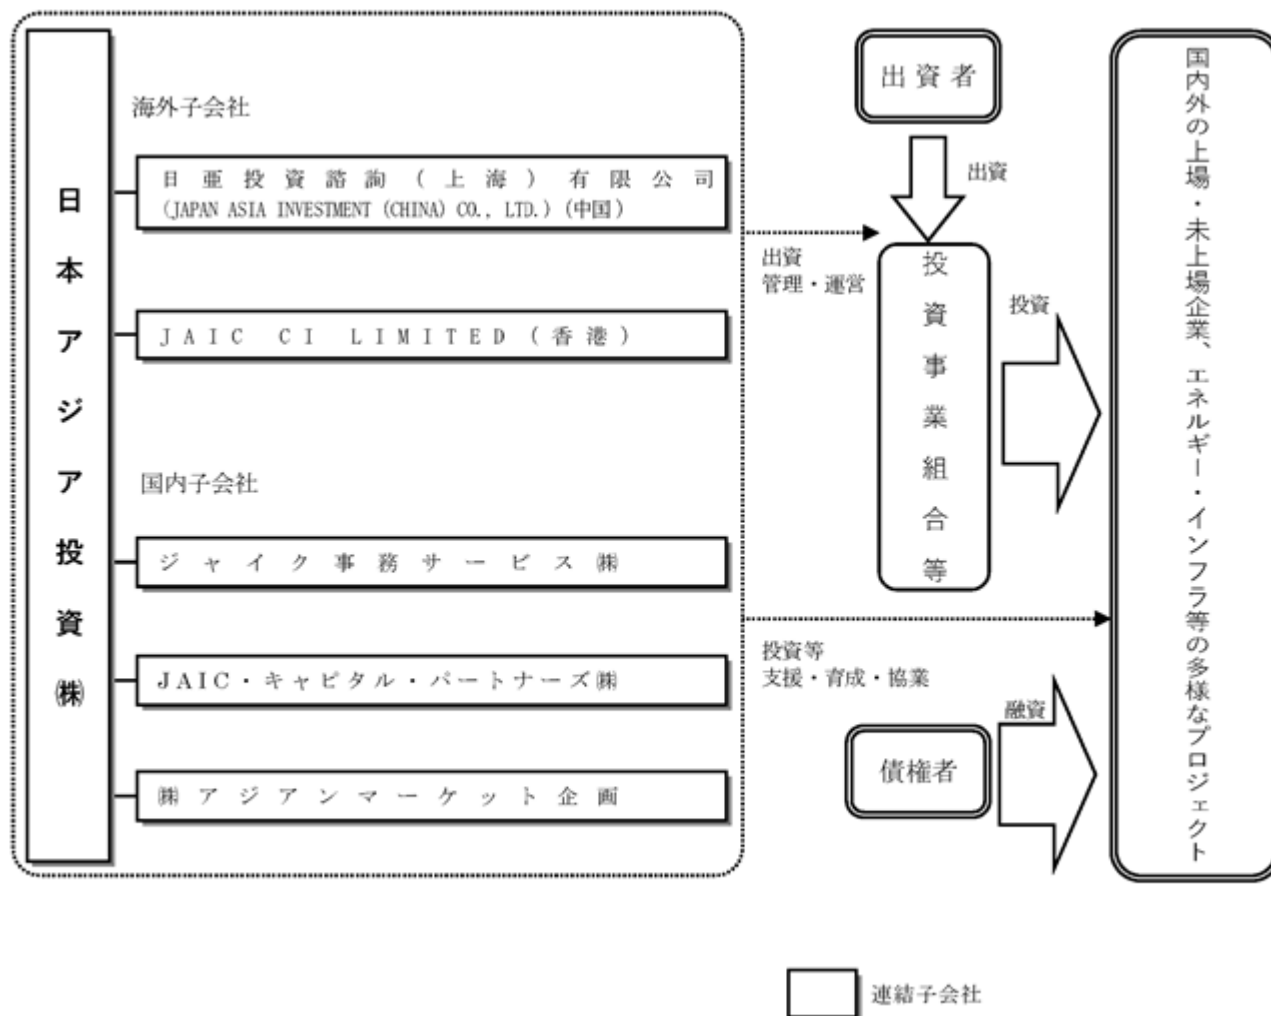 日本アジア投資㈱
海外子会社
日亜投資諮詢(上海)有限公司
(JAPAN ASIA INVESTMENT (CHINA) CO., LTD.) (中国)
JAIC CI LIMITED (香港)
国内子会社
ジャイク事務サービス㈱
JAIC・キャピタル・パートナーズ㈱
㈱アジアンマーケット企画
出資者
出資
出資
管理・運営
投資事業組合等
投資
投資等
支援・育成・協業
債権者
融資
国内外の上場・未上場企業、エネルギー・インフラ等の多様なプロジェクト
連結子会社